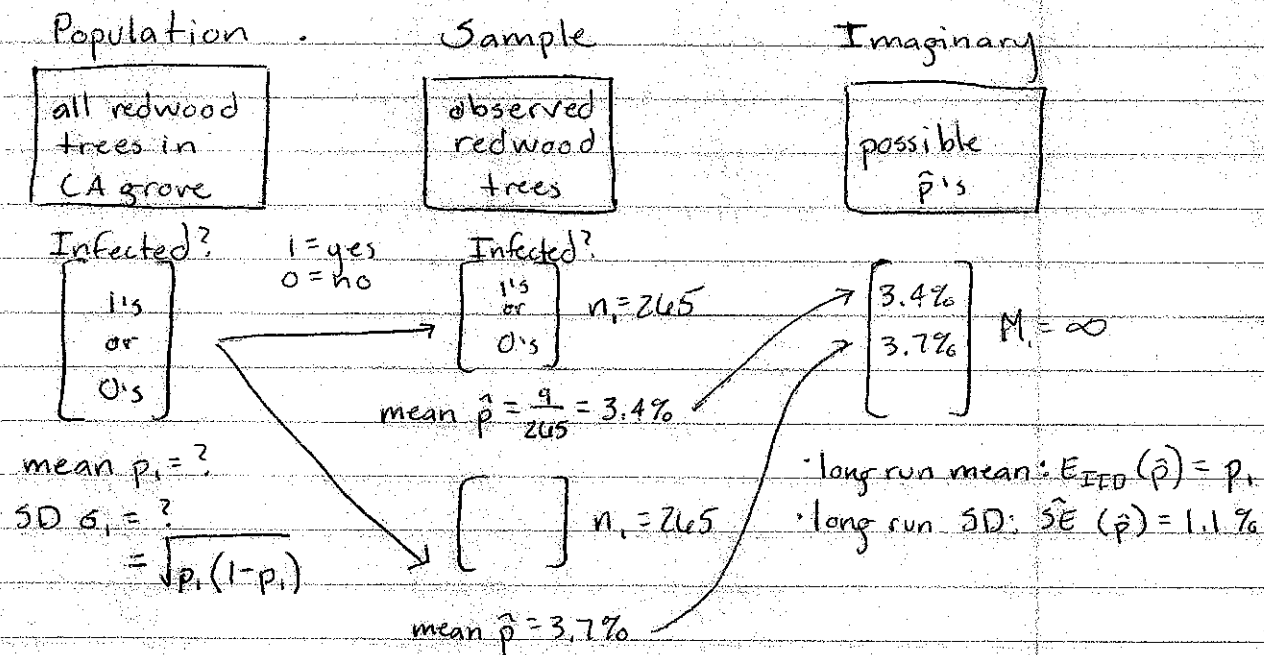 Population . Sample Imaginary
all redwood
trees in
CA grove
observed
redwood
trees
possible
p̂'s
Infected? 1 = yes
0 = no
1's
or
0's
Infected?
1's
or
0's
n₁ = 265
mean p̂ = 9/265 = 3.4%
3.4%
3.7%
M₁ = ∞
mean p₁ = ?
SD σ₁ = ?
= √p₁(1-p₁)
n₁ = 265
mean p̂ = 3.7%
· long run mean: E_IID (p̂) = p₁
· long run SD: ŜE (p̂) = 1.1%